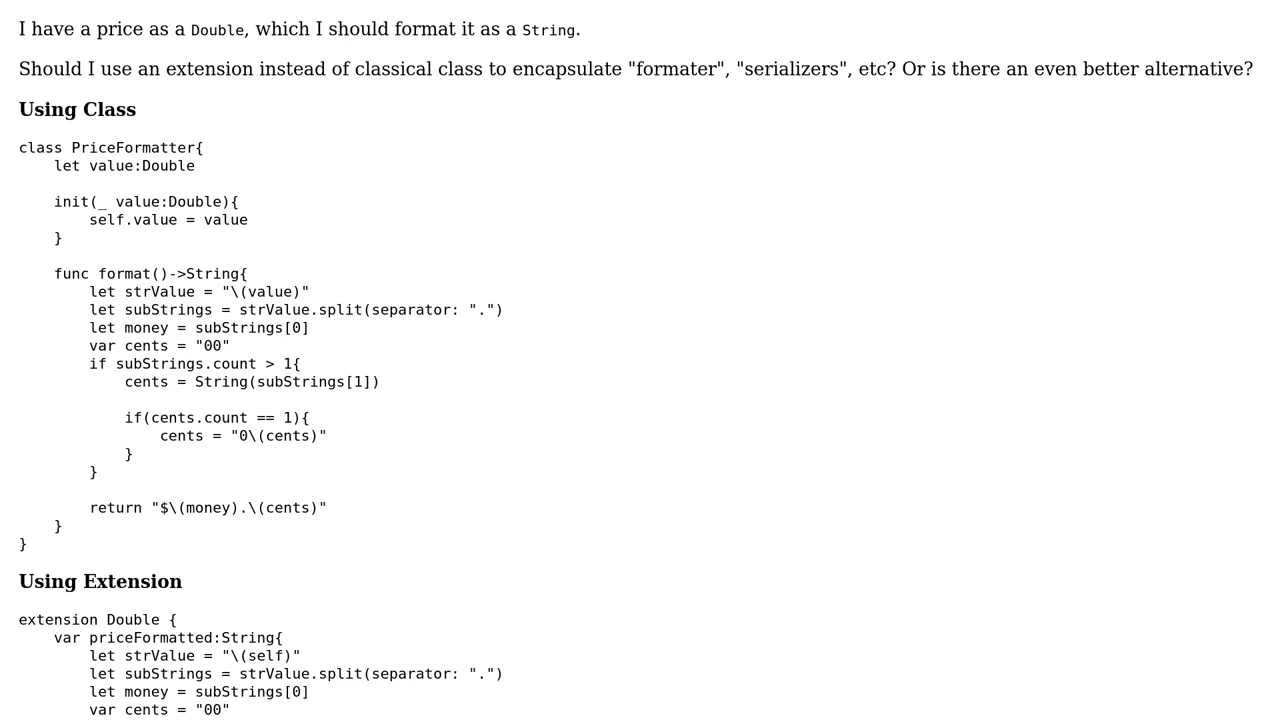 I have a price as a Double, which I should format it as a String.
Should I use an extension instead of classical class to encapsulate "formater", "serializers", etc? Or is there an even better alternative?
Using Class
class PriceFormatter{
    let value:Double
    init(_ value:Double){
        self.value = value
    }
    func format()->String{
        let strValue = "\(value)"
        let subStrings = strValue.split(separator: ".")
        let money = subStrings[0]
        var cents = "00"
        if subStrings.count > 1{
            cents = String(subStrings[1])
            if(cents.count == 1){
                cents = "0\(cents)"
            }
        }
        return "$\(money).\(cents)"
    }
}
Using Extension
extension Double {
    var priceFormatted:String{
        let strValue = "\(self)"
        let subStrings = strValue.split(separator: ".")
        let money = subStrings[0]
        var cents = "00"